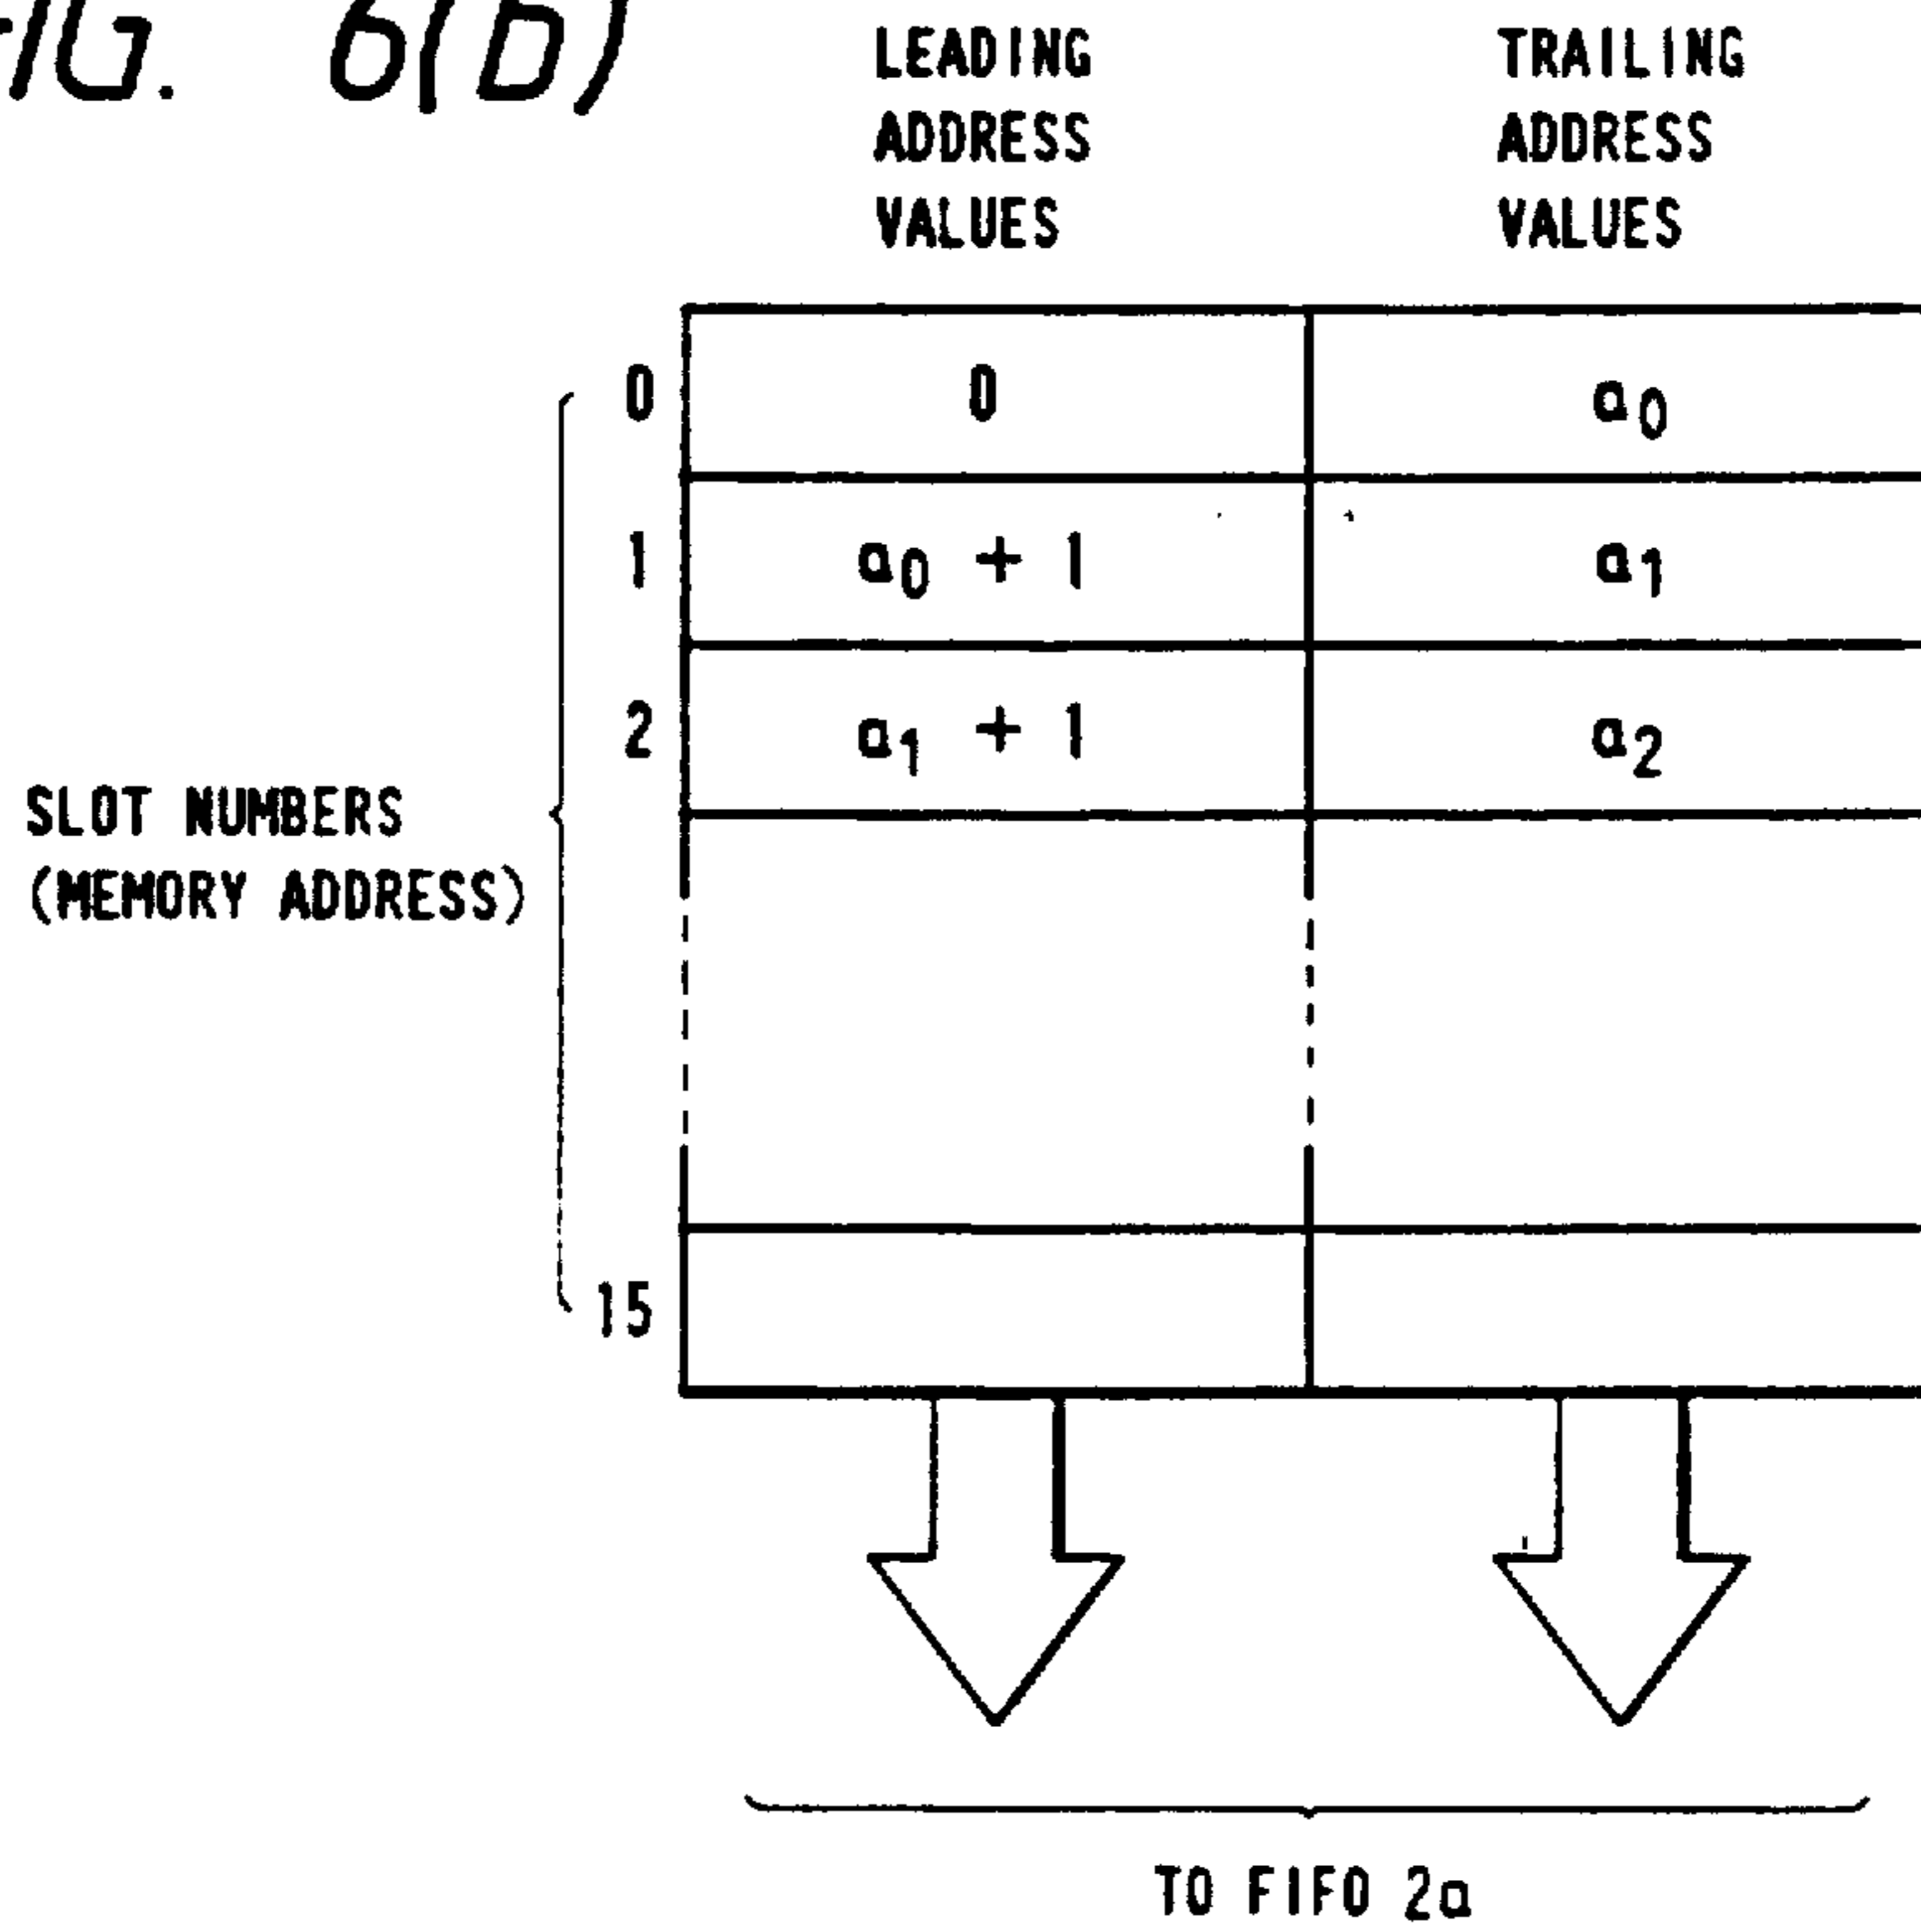 FIG. 6(b)
LEADING
ADDRESS
VALUES
TRAILING
ADDRESS
VALUES
0 0 a0
1 a0 + 1 a1
2 a1 + 1 a2
SLOT NUMBERS
(MEMORY ADDRESS)
15
TO FIFO 2a